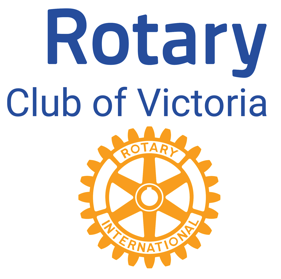 Rotary
Club of Victoria
ROTARY
INTERNATIONAL